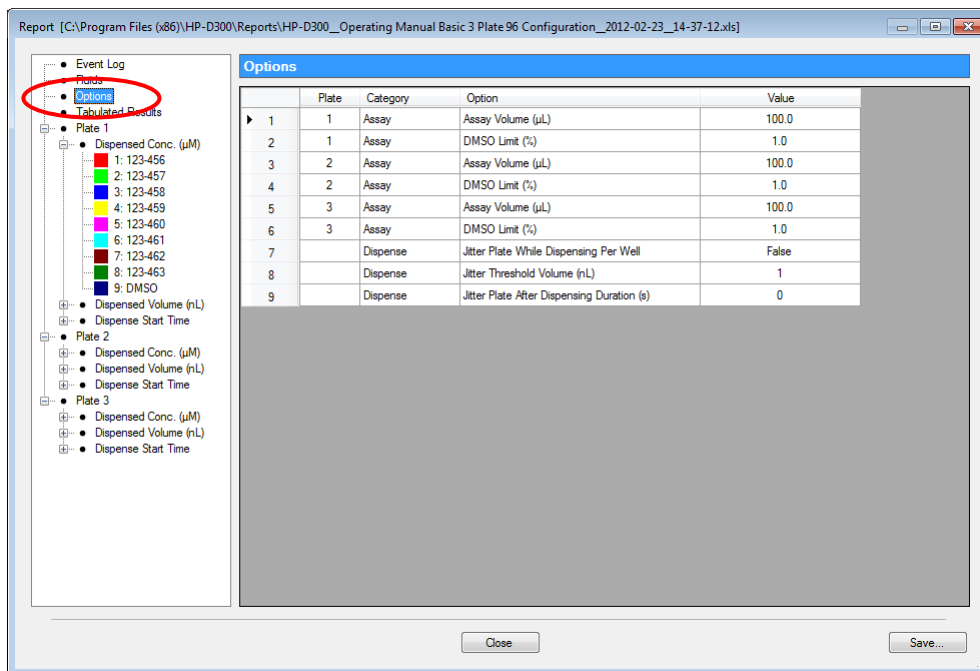 Report [C:\Program Files (x86)\HP-D300\Reports\HP-D300__Operating Manual Basic 3 Plate 96 Configuration__2012-02-23__14-37-12.xls]
Event Log
Fluids
Options
Tabulated Results
Plate 1
Dispensed Conc. (µM)
1: 123-456
2: 123-457
3: 123-458
4: 123-459
5: 123-460
6: 123-461
7: 123-462
8: 123-463
9: DMSO
Dispensed Volume (nL)
Dispense Start Time
Plate 2
Dispensed Conc. (µM)
Dispensed Volume (nL)
Dispense Start Time
Plate 3
Dispensed Conc. (µM)
Dispensed Volume (nL)
Dispense Start Time
Options
Plate Category Option Value
1 1 Assay Assay Volume (µL) 100.0
2 1 Assay DMSO Limit (%) 1.0
3 2 Assay Assay Volume (µL) 100.0
4 2 Assay DMSO Limit (%) 1.0
5 3 Assay Assay Volume (µL) 100.0
6 3 Assay DMSO Limit (%) 1.0
7 Dispense Jitter Plate While Dispensing Per Well False
8 Dispense Jitter Threshold Volume (nL) 1
9 Dispense Jitter Plate After Dispensing Duration (s) 0
Close Save...